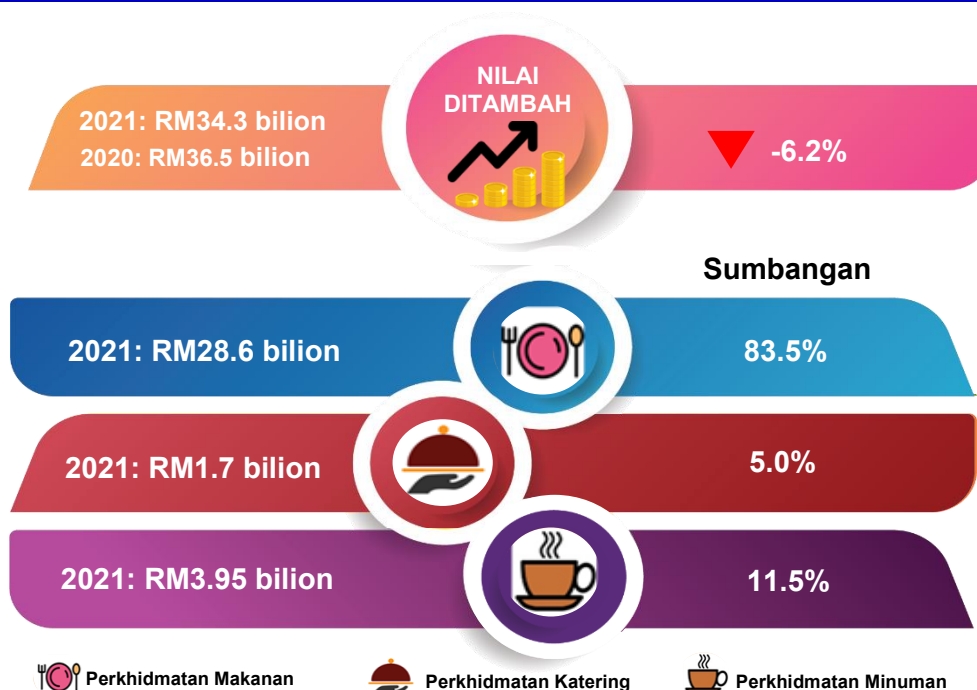 NILAI
DITAMBAH
2021: RM34.3 bilion
2020: RM36.5 bilion
-6.2%
Sumbangan
2021: RM28.6 bilion
83.5%
2021: RM1.7 bilion
5.0%
2021: RM3.95 bilion
11.5%
Perkhidmatan Makanan
Perkhidmatan Katering
Perkhidmatan Minuman